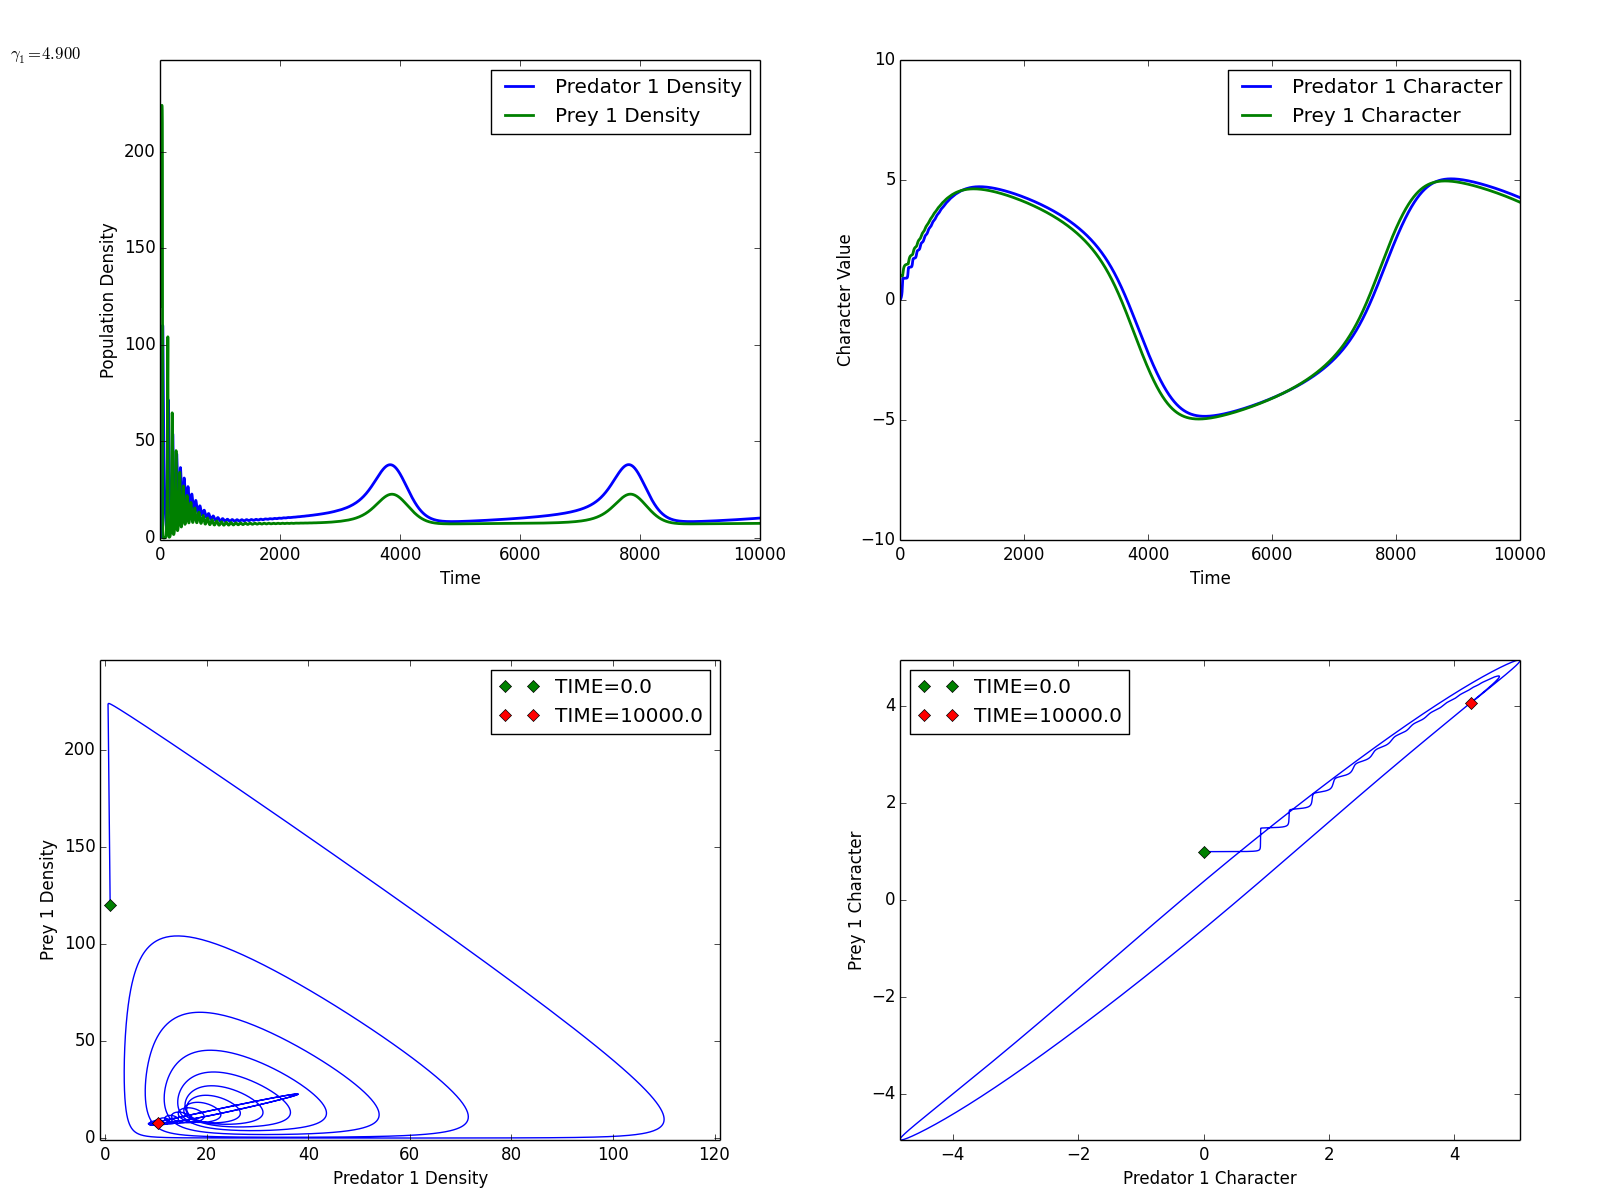 γ₁=4.900
Predator 1 Density
Prey 1 Density
Population Density
200
150
100
50
0
0 2000 4000 6000 8000 10000
Time
Predator 1 Character
Prey 1 Character
Character Value
10
5
0
−5
−10
0 2000 4000 6000 8000 10000
Time
TIME=0.0
TIME=10000.0
Prey 1 Density
200
150
100
50
0
0 20 40 60 80 100 120
Predator 1 Density
TIME=0.0
TIME=10000.0
Prey 1 Character
4
2
0
−2
−4
−4 −2 0 2 4
Predator 1 Character